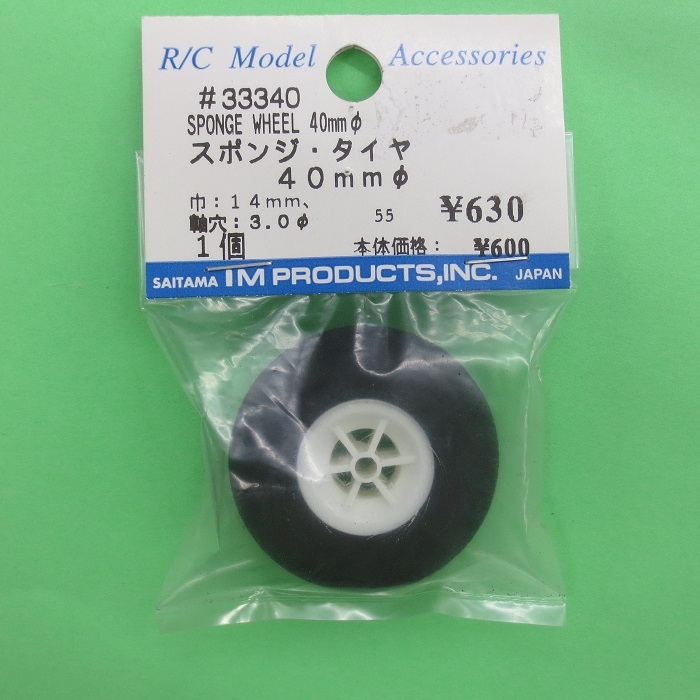 R/C Model Accessories
#33340
SPONGE WHEEL 40mmφ
スポンジ・タイヤ
40mmφ
巾:14mm、
軸穴:3.0φ 55 ¥630
1個 本体価格: ¥600
SAITAMA IM PRODUCTS,INC. JAPAN